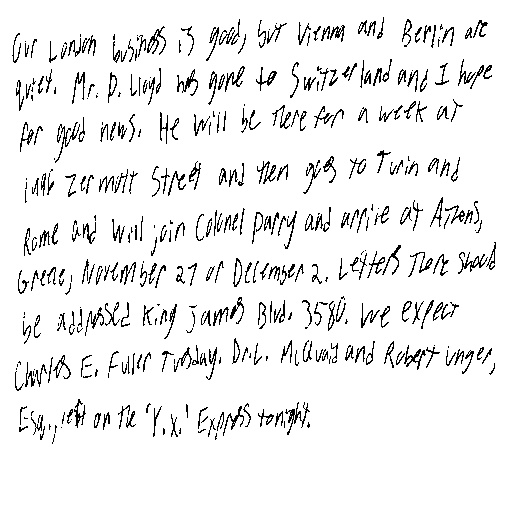 Our London business is good, but Vienna and Berlin are
quiet. Mr. D. Lloyd has gone to Switzerland and I hope
for good news. He will be there for a week at
1496 Zermott Street and then goes to Turin and
Rome and will join Colonel Parry and arrive at Athens,
Greece, November 27 or December 2. Letters there should
be addressed King James Blvd. 3580. We expect
Charles E. Fuller Tuesday. Dr. L. McQuaid and Robert Unger,
Esq., left on the 'Y.X.' Express tonight.